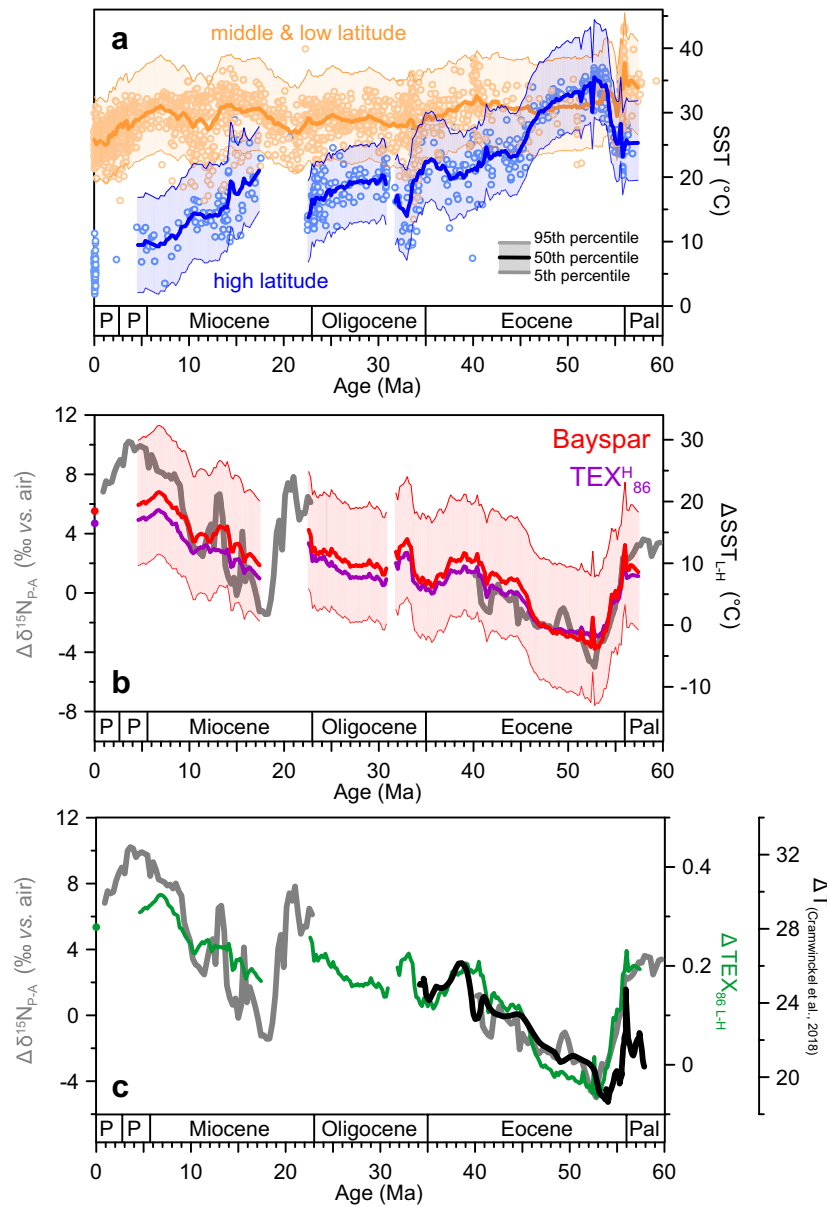 a
middle & low latitude
high latitude
95th percentile
50th percentile
5th percentile
40
30
20
10
0
SST (°C)
P P Miocene Oligocene Eocene Pal
0 10 20 30 40 50 60
Age (Ma)
b
Bayspar
TEX^H_86
12
8
4
0
-4
-8
Δδ¹⁵N_P-A (‰ vs. air)
30
20
10
0
-10
ΔSST_L-H (°C)
P P Miocene Oligocene Eocene Pal
0 10 20 30 40 50 60
Age (Ma)
c
12
8
4
0
-4
Δδ¹⁵N_P-A (‰ vs. air)
0.4
0.2
0
Δ TEX_86 L-H
32
28
24
20
Δ T_(Cramwinckel et al., 2018)
P P Miocene Oligocene Eocene Pal
0 10 20 30 40 50 60
Age (Ma)